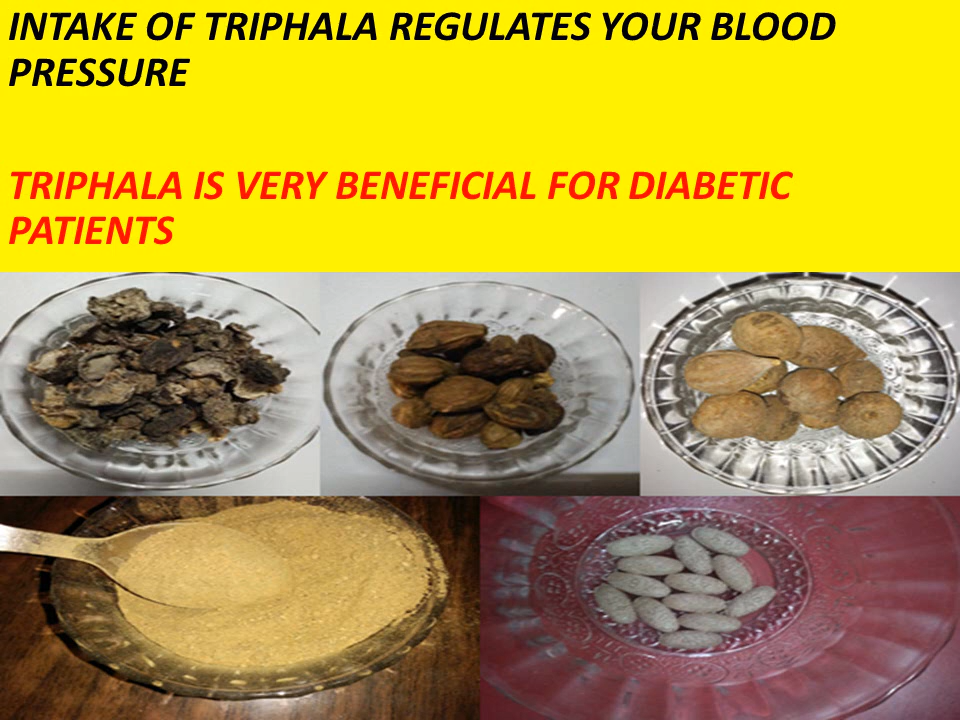 INTAKE OF TRIPHALA REGULATES YOUR BLOOD
PRESSURE
TRIPHALA IS VERY BENEFICIAL FOR DIABETIC
PATIENTS